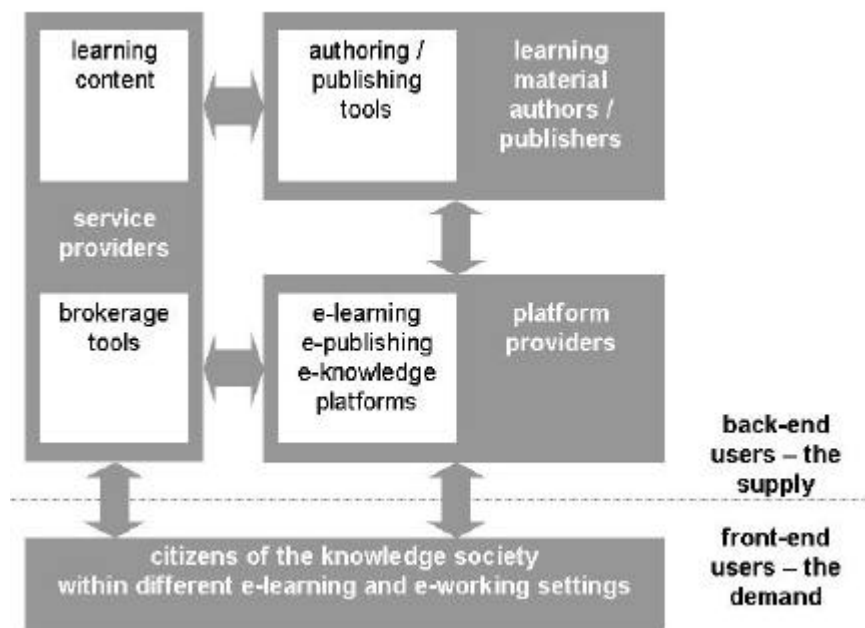 learning
content
service
providers
brokerage
tools
authoring /
publishing
tools
learning
material
authors /
publishers
e-learning
e-publishing
e-knowledge
platforms
platform
providers
back-end
users – the
supply
citizens of the knowledge society
within different e-learning and e-working settings
front-end
users – the
demand